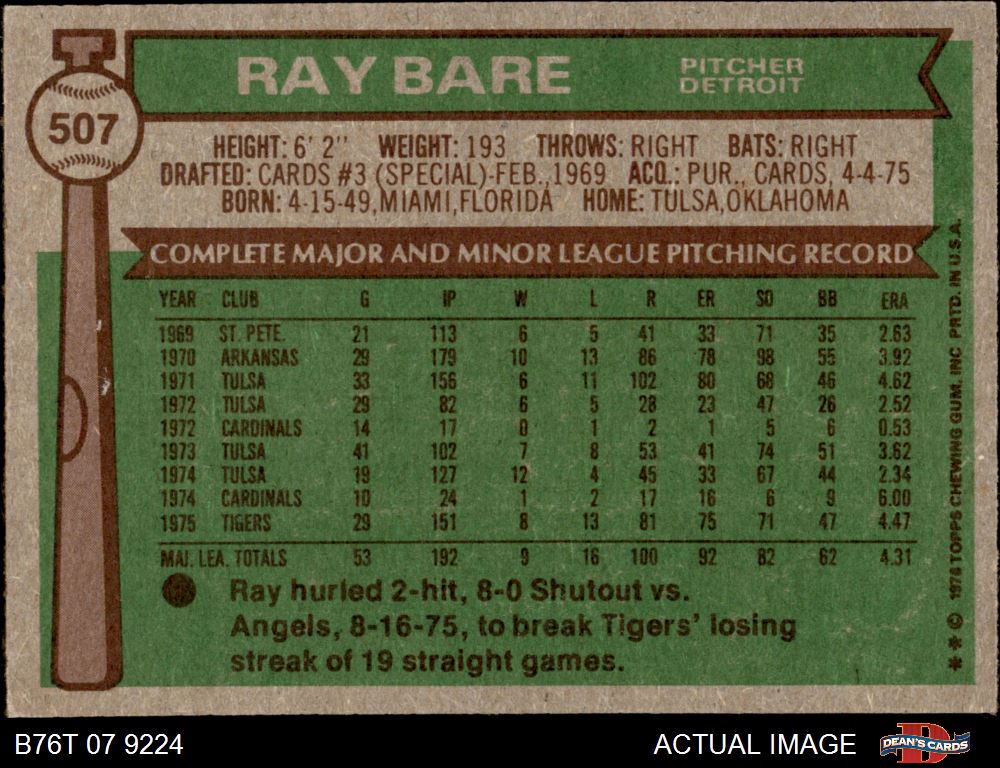 T
507
RAY BARE
PITCHER
DETROIT
HEIGHT: 6' 2" WEIGHT: 193 THROWS: RIGHT BATS: RIGHT
DRAFTED: CARDS #3 (SPECIAL)-FEB., 1969 ACQ.: PUR., CARDS, 4-4-75
BORN: 4-15-49, MIAMI, FLORIDA HOME: TULSA, OKLAHOMA
COMPLETE MAJOR AND MINOR LEAGUE PITCHING RECORD
YEAR CLUB G IP W L R ER SO BB ERA
1969 ST. PETE. 21 113 6 5 41 33 71 35 2.63
1970 ARKANSAS 29 179 10 13 86 78 98 55 3.92
1971 TULSA 33 156 6 11 102 80 68 46 4.62
1972 TULSA 29 82 6 5 28 23 47 26 2.52
1972 CARDINALS 14 17 0 1 2 1 5 6 0.53
1973 TULSA 41 102 7 8 53 41 74 51 3.62
1974 TULSA 19 127 12 4 45 33 67 44 2.34
1974 CARDINALS 10 24 1 2 17 16 6 9 6.00
1975 TIGERS 29 151 8 13 81 75 71 47 4.47
MAJ. LEA. TOTALS 53 192 9 16 100 92 82 62 4.31
Ray hurled 2-hit, 8-0 Shutout vs.
Angels, 8-16-75, to break Tigers' losing
streak of 19 straight games.
** © 1976 TOPPS CHEWING GUM, INC PRTD. IN U.S.A.
B76T 07 9224
ACTUAL IMAGE
DEAN'S CARDS